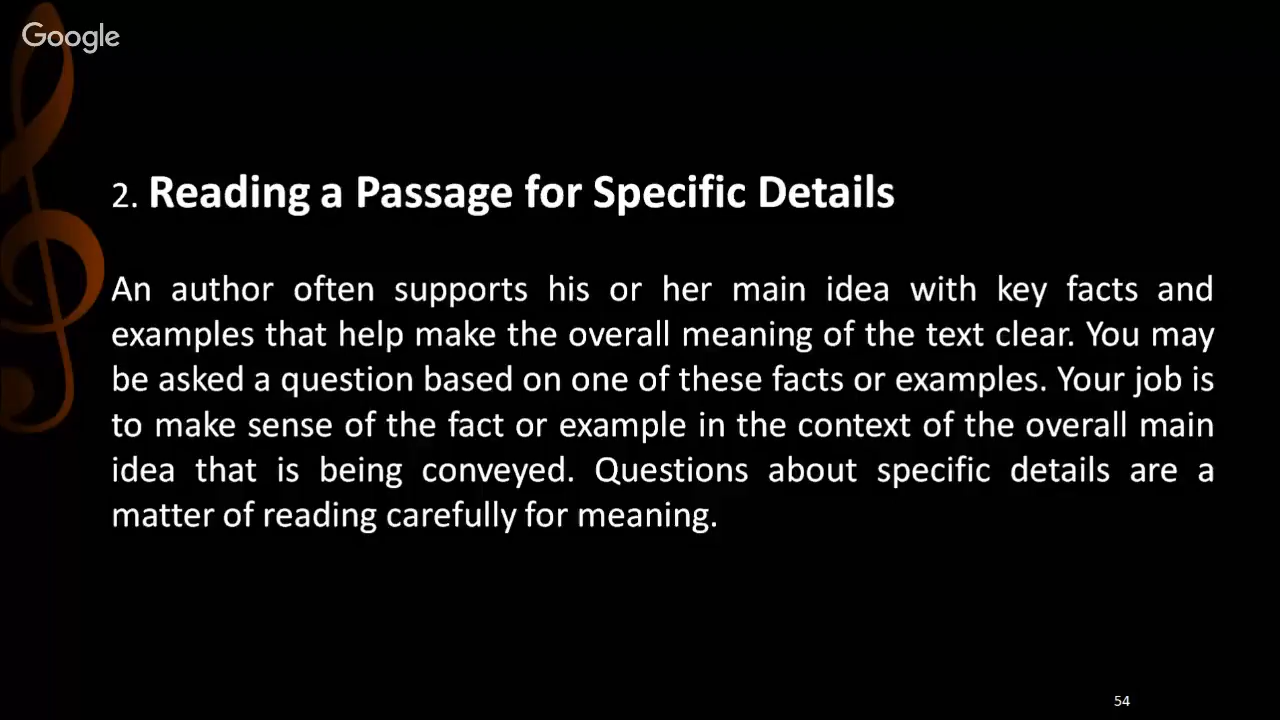 Google
2. Reading a Passage for Specific Details
An author often supports his or her main idea with key facts and
examples that help make the overall meaning of the text clear. You may
be asked a question based on one of these facts or examples. Your job is
to make sense of the fact or example in the context of the overall main
idea that is being conveyed. Questions about specific details are a
matter of reading carefully for meaning.
54